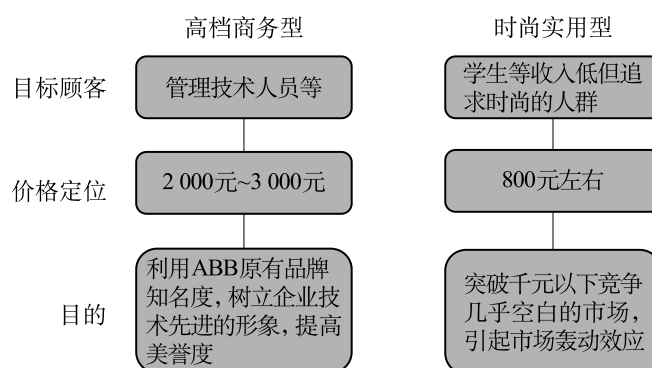 高档商务型
时尚实用型
目标顾客
管理技术人员等
学生等收入低但追
求时尚的人群
价格定位
2 000元~3 000元
800元左右
目的
利用ABB原有品牌
知名度，树立企业技
术先进的形象，提高
美誉度
突破千元以下竞争
几乎空白的市场，
引起市场轰动效应